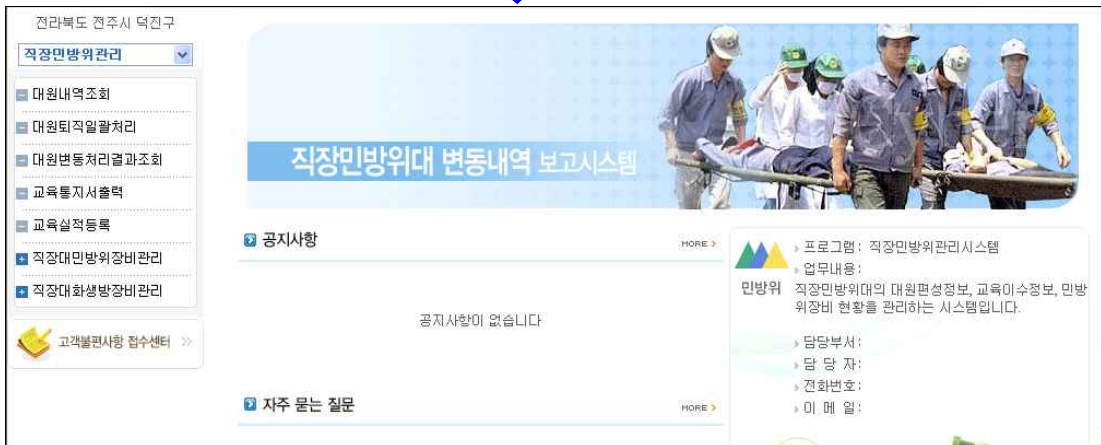 전라북도 전주시 덕진구
직장민방위관리
대원내역조회
대원퇴직일괄처리
대원변동처리결과조회
교육통지서출력
교육실적등록
직장대민방위장비관리
직장대화생방장비관리
고객불편사항 접수센터
직장민방위대 변동내역 보고시스템
공지사항
MORE
공지사항이 없습니다
자주 묻는 질문
MORE
민방위
프로그램: 직장민방위관리시스템
업무내용:
직장민방위대의 대원편성정보, 교육이수정보, 민방
위장비 현황을 관리하는 시스템입니다.
담당부서:
담 당 자:
전화번호:
이 메 일: